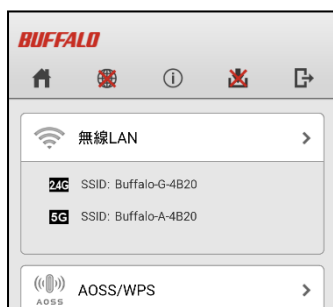 BUFFALO
無線LAN
2.4G SSID: Buffalo-G-4B20
5G SSID: Buffalo-A-4B20
AOSS
AOSS/WPS